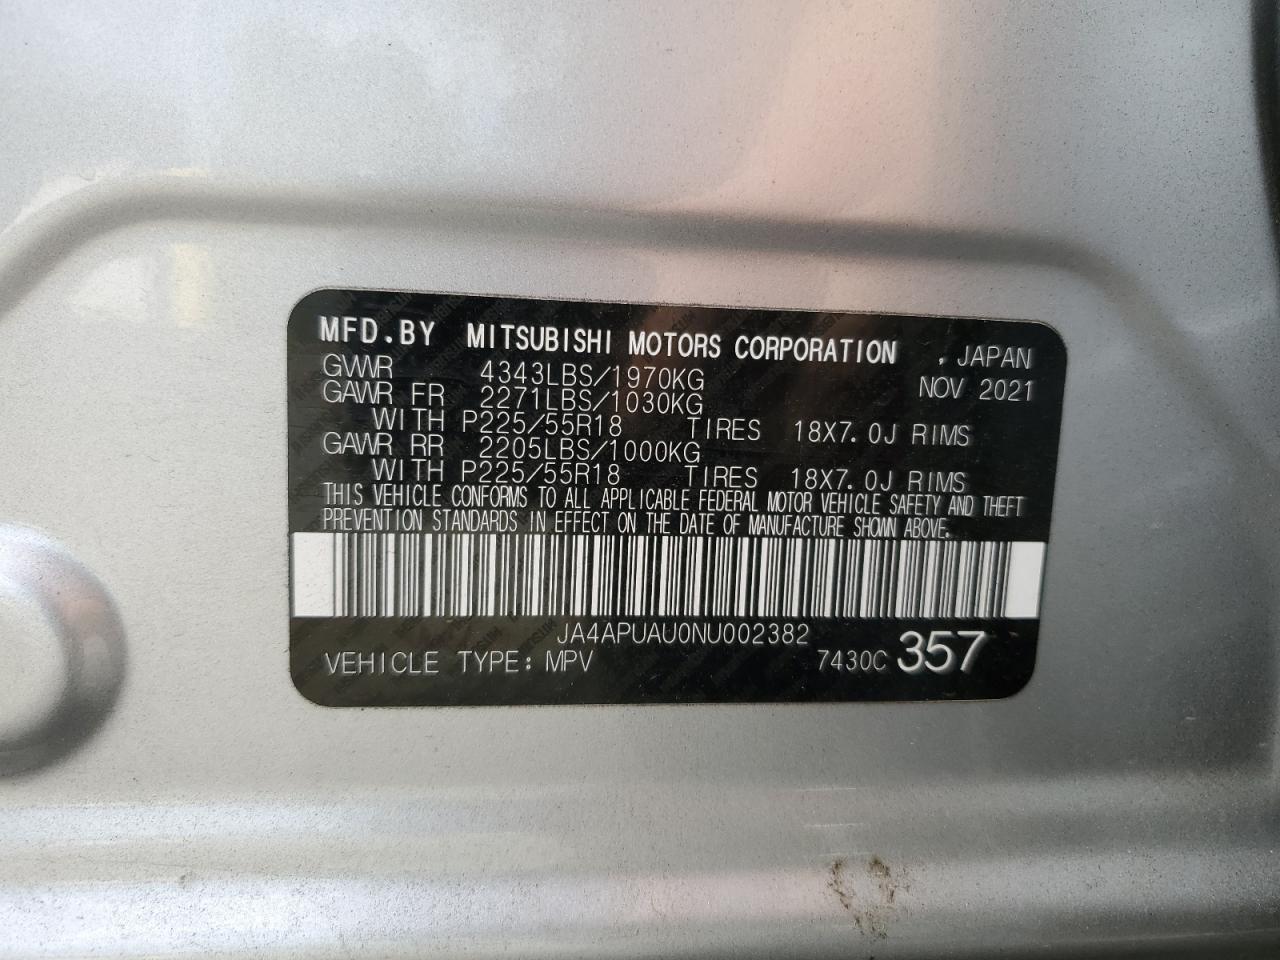 MFD.BY MITSUBISHI MOTORS CORPORATION , JAPAN
GVWR 4343LBS/1970KG NOV 2021
GAWR FR 2271LBS/1030KG
WITH P225/55R18 TIRES 18X7.0J RIMS
GAWR RR 2205LBS/1000KG
WITH P225/55R18 TIRES 18X7.0J RIMS
THIS VEHICLE CONFORMS TO ALL APPLICABLE FEDERAL MOTOR VEHICLE SAFETY AND THEFT
PREVENTION STANDARDS IN EFFECT ON THE DATE OF MANUFACTURE SHOWN ABOVE.
JA4APUAU0NU002382
VEHICLE TYPE: MPV 7430C 357